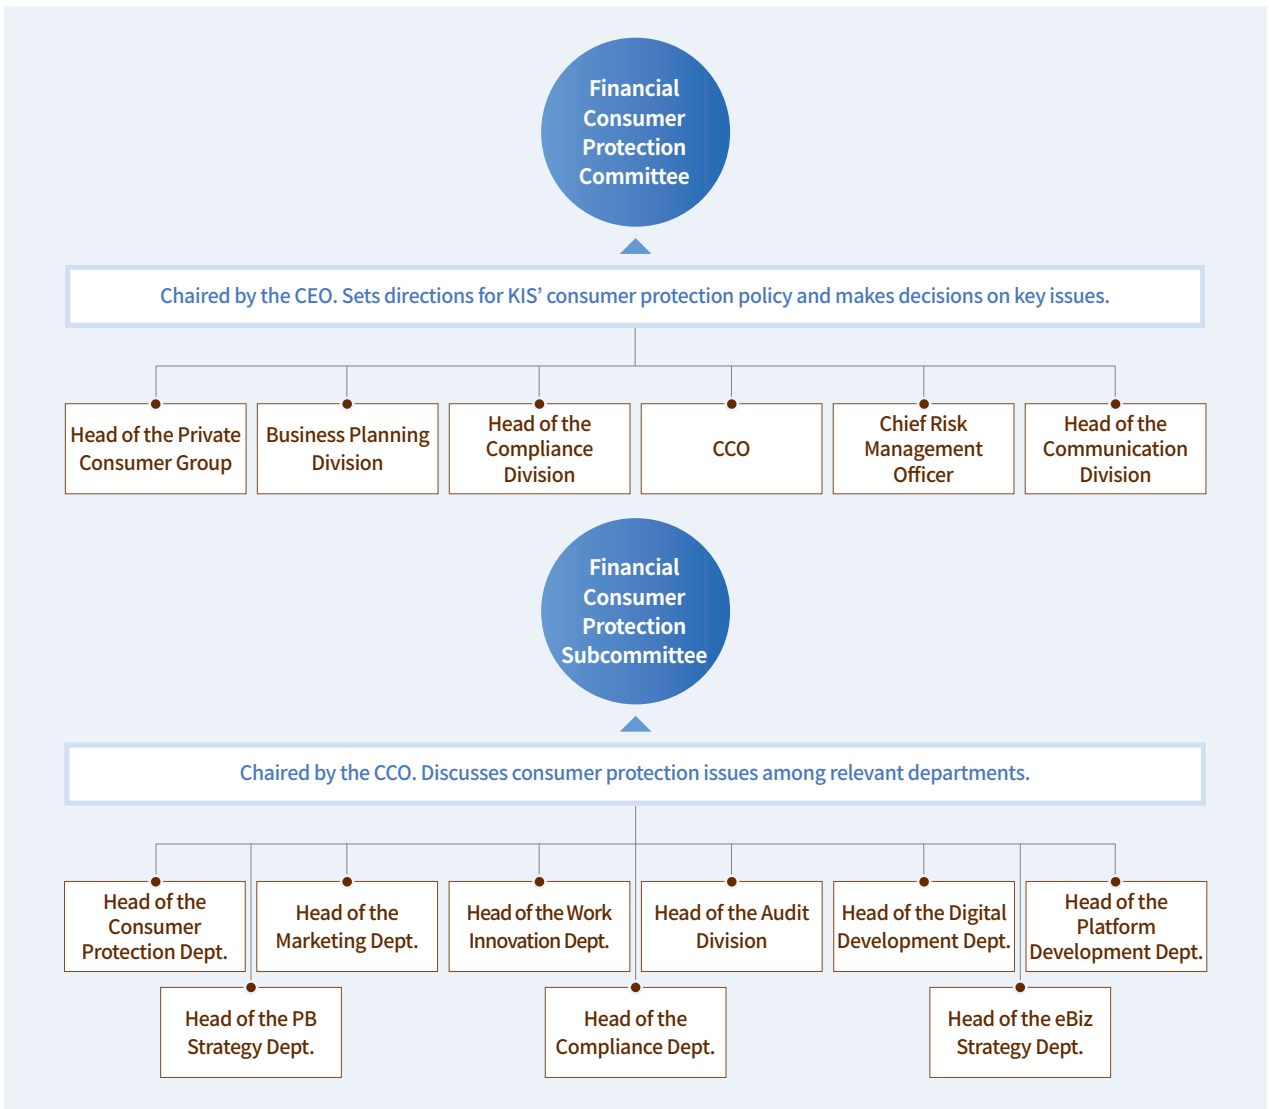 Financial
Consumer
Protection
Committee
Chaired by the CEO. Sets directions for KIS’ consumer protection policy and makes decisions on key issues.
Head of the Private
Consumer Group
Business Planning
Division
Head of the
Compliance
Division
CCO
Chief Risk
Management
Officer
Head of the
Communication
Division
Financial
Consumer
Protection
Subcommittee
Chaired by the CCO. Discusses consumer protection issues among relevant departments.
Head of the
Consumer
Protection Dept.
Head of the
Marketing Dept.
Head of the Work
Innovation Dept.
Head of the Audit
Division
Head of the Digital
Development Dept.
Head of the
Platform
Development Dept.
Head of the PB
Strategy Dept.
Head of the
Compliance Dept.
Head of the eBiz
Strategy Dept.